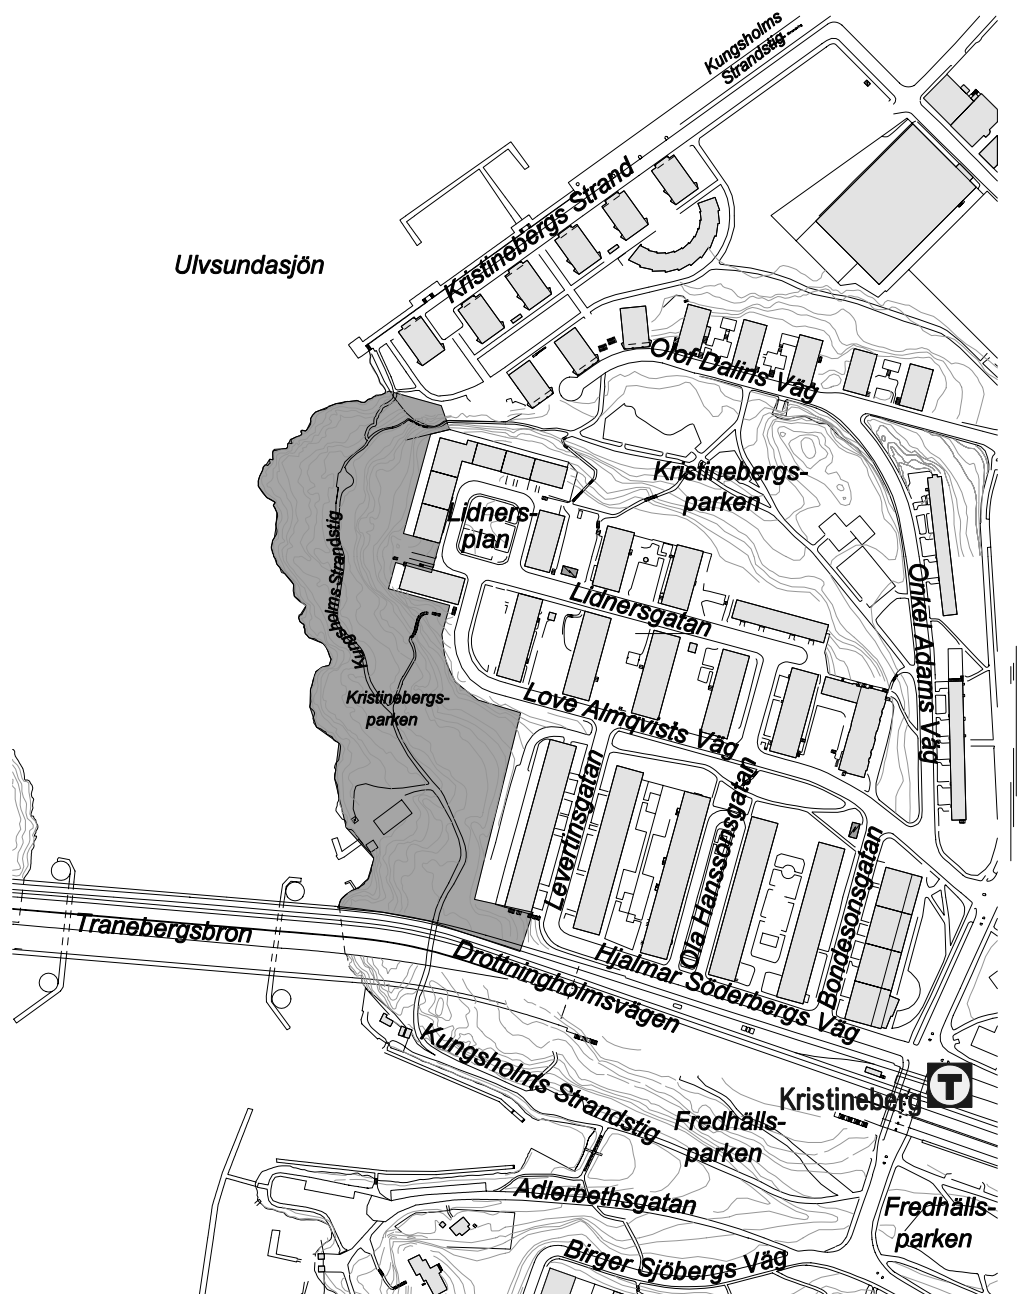 Kungsholms
Strandstig
Kristinebergs Strand
Ulvsundasjön
Olof Dalins Väg
Kristinebergs-
parken
Lidners-
plan
Kungsholms Strandstig
Lidnersgatan
Onkel Adams Väg
Kristinebergs-
parken
Love Almqvists Väg
Levertinsgatan
Ola Hanssonsgatan
Bondesonsgatan
Tranebergsbron
Drottningholmsvägen
Hjalmar Söderbergs Väg
Kungsholms Strandstig
Kristineberg T
Fredhälls-
parken
Adlerbethsgatan
Fredhälls-
parken
Birger Sjöbergs Väg